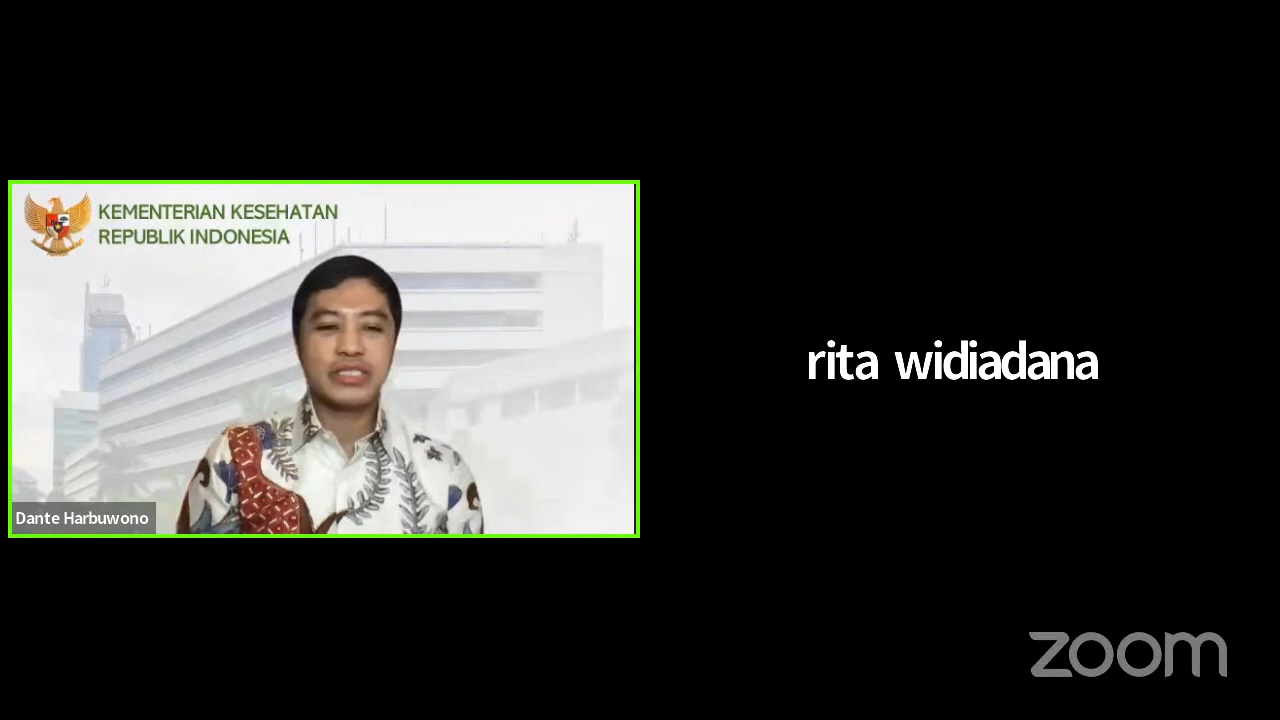 KEMENTERIAN KESEHATAN
REPUBLIK INDONESIA
Dante Harbuwono
rita widiadana
zoom